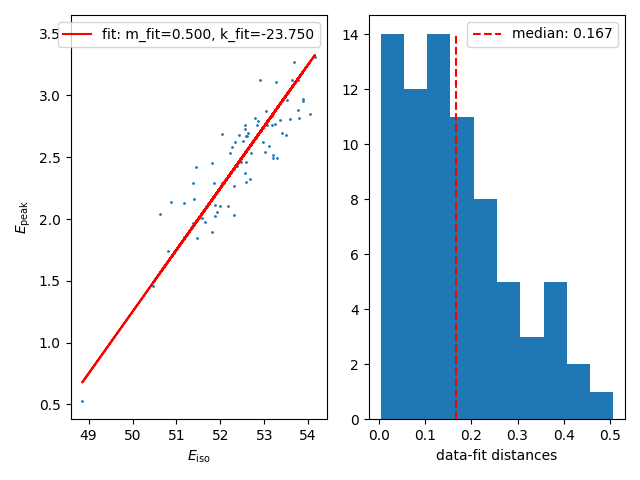 fit: m_fit=0.500, k_fit=-23.750
3.5
3.0
2.5
2.0
1.5
1.0
0.5
E_peak
49 50 51 52 53 54
E_iso
median: 0.167
14
12
10
8
6
4
2
0
0.0 0.1 0.2 0.3 0.4 0.5
data-fit distances